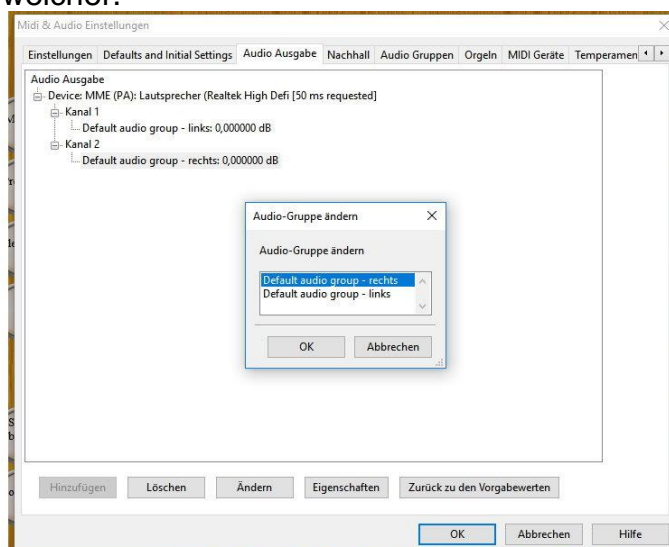 welcher.
Midi & Audio Einstellungen
Einstellungen Defaults and Initial Settings Audio Ausgabe Nachhall Audio Gruppen Orgeln MIDI Geräte Temperamen
Audio Ausgabe
Device: MME (PA): Lautsprecher (Realtek High Defi [50 ms requested]
Kanal 1
Default audio group - links: 0,000000 dB
Kanal 2
Default audio group - rechts: 0,000000 dB
Audio-Gruppe ändern
Audio-Gruppe ändern
Default audio group - rechts
Default audio group - links
OK Abbrechen
Hinzufügen Löschen Ändern Eigenschaften Zurück zu den Vorgabewerten
OK Abbrechen Hilfe